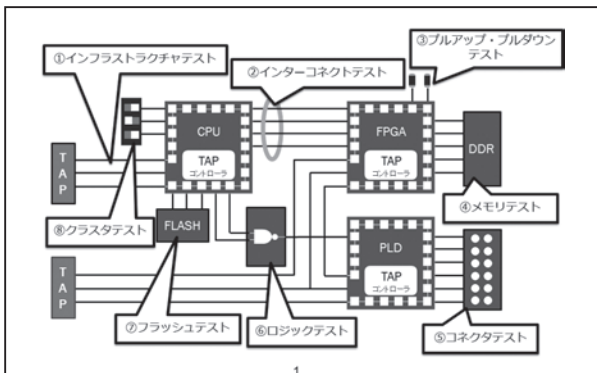 ①インフラストラクチャテスト
②インターコネクトテスト
③プルアップ・プルダウン
テスト
CPU
TAP
コントローラ
FPGA
TAP
コントローラ
DDR
TAP
⑧クラスタテスト
FLASH
④メモリテスト
PLD
TAP
コントローラ
TAP
⑦フラッシュテスト
⑥ロジックテスト
⑤コネクタテスト
1